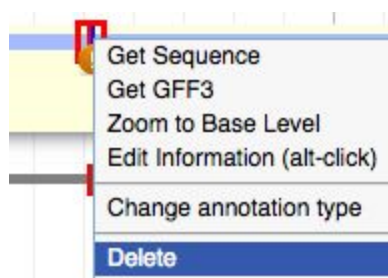 Get Sequence
Get GFF3
Zoom to Base Level
Edit Information (alt-click)
Change annotation type
Delete